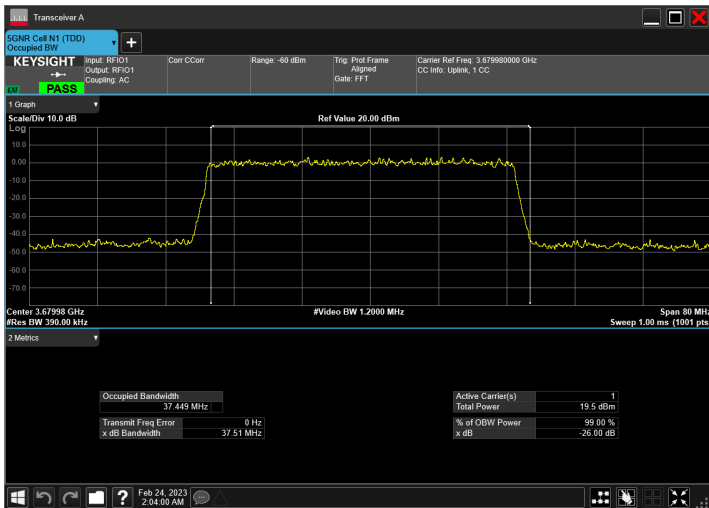 Transceiver A
5GNR Cell N1 (TDD)
Occupied BW
KEYSIGHT
LXI
PASS
Input: RFIO1
Output: RFIO1
Coupling: AC
Corr CCorr
Range: -60 dBm
Trig: Prot Frame
Aligned
Gate: FFT
Carrier Ref Freq: 3.679980000 GHz
CC Info: Uplink, 1 CC
1 Graph
Scale/Div 10.0 dB
Ref Value 20.00 dBm
Log
10.0
0.00
-10.0
-20.0
-30.0
-40.0
-50.0
-60.0
-70.0
Center 3.67998 GHz
#Video BW 1.2000 MHz
Span 80 MHz
#Res BW 390.00 kHz
Sweep 1.00 ms (1001 pts
2 Metrics
Occupied Bandwidth
37.449 MHz
Transmit Freq Error 0 Hz
x dB Bandwidth 37.51 MHz
Active Carrier(s) 1
Total Power 19.5 dBm
% of OBW Power 99.00 %
x dB -26.00 dB
?
Feb 24, 2023
2:04:00 AM